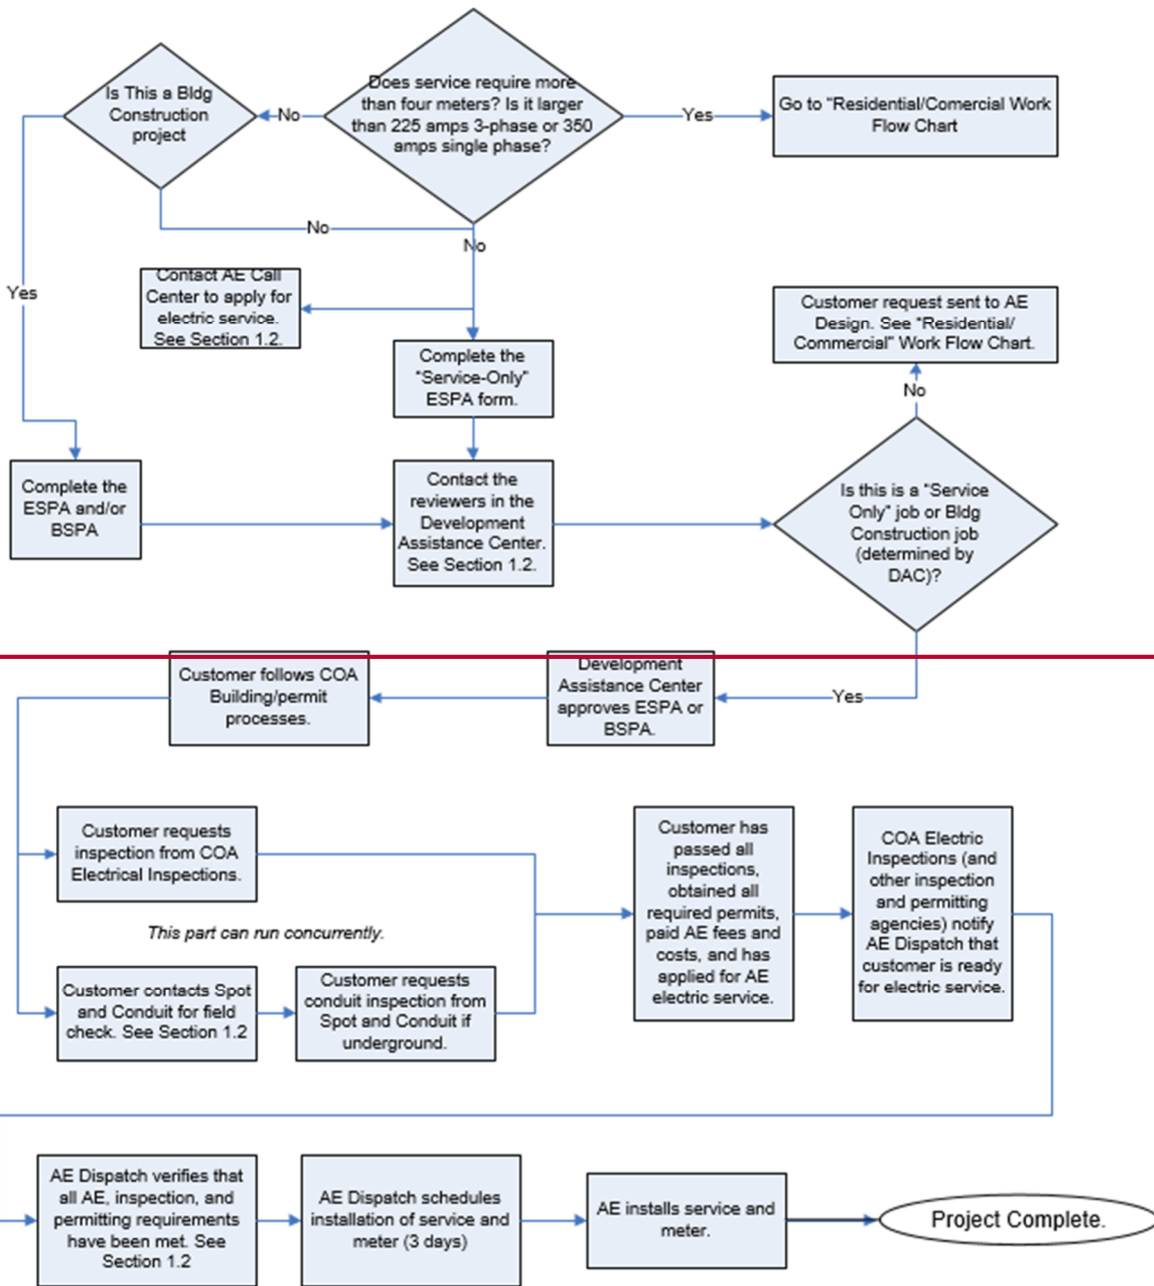 Is This a Bldg
Construction
project
No
Does service require more
than four meters? Is it larger
than 225 amps 3-phase or 350
amps single phase?
Yes
Go to "Residential/Comercial Work
Flow Chart
No
No
Yes
Contact AE Call
Center to apply for
electric service.
See Section 1.2.
Customer request sent to AE
Design. See "Residential/
Commercial" Work Flow Chart.
Complete the
"Service-Only"
ESPA form.
No
Complete the
ESPA and/or
BSPA
Contact the
reviewers in the
Development
Assistance Center.
See Section 1.2.
Is this is a "Service
Only" job or Bldg
Construction job
(determined by
DAC)?
Customer follows COA
Building/permit
processes.
Development
Assistance Center
approves ESPA or
BSPA.
Yes
Customer requests
inspection from COA
Electrical Inspections.
This part can run concurrently.
Customer contacts Spot
and Conduit for field
check. See Section 1.2
Customer requests
conduit inspection from
Spot and Conduit if
underground.
Customer has
passed all
inspections,
obtained all
required permits,
paid AE fees and
costs, and has
applied for AE
electric service.
COA Electric
Inspections (and
other inspection
and permitting
agencies) notify
AE Dispatch that
customer is ready
for electric service.
AE Dispatch verifies that
all AE, inspection, and
permitting requirements
have been met. See
Section 1.2
AE Dispatch schedules
installation of service and
meter (3 days)
AE installs service and
meter.
Project Complete.